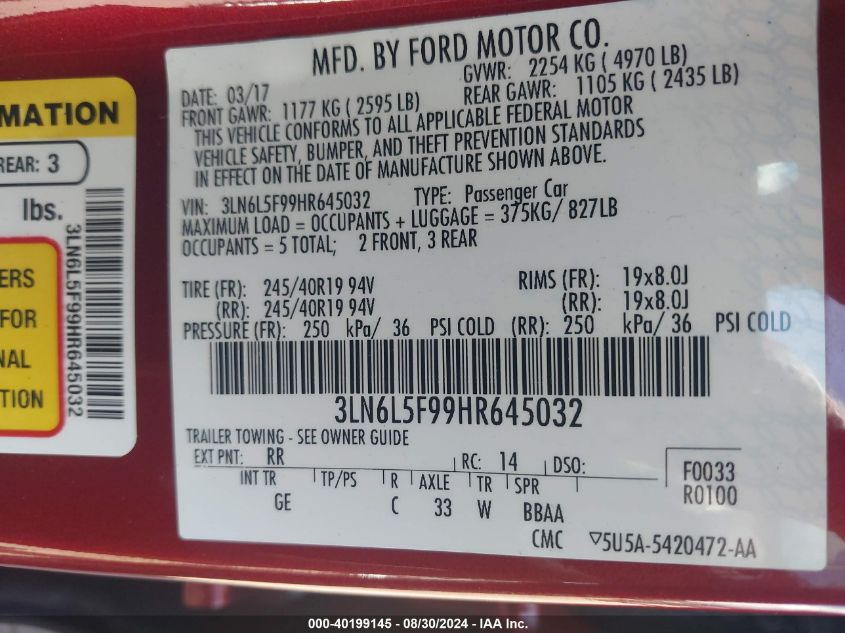 MATION
REAR: 3
lbs.
ERS
FOR
NAL
TION
3LN6L5F99HR645032
MFD. BY FORD MOTOR CO.
DATE: 03/17
GVWR: 2254 KG ( 4970 LB)
FRONT GAWR: 1177 KG ( 2595 LB)
REAR GAWR: 1105 KG ( 2435 LB)
THIS VEHICLE CONFORMS TO ALL APPLICABLE FEDERAL MOTOR
VEHICLE SAFETY, BUMPER, AND THEFT PREVENTION STANDARDS
IN EFFECT ON THE DATE OF MANUFACTURE SHOWN ABOVE.
VIN: 3LN6L5F99HR645032 TYPE: Passenger Car
MAXIMUM LOAD = OCCUPANTS + LUGGAGE = 375KG/ 827LB
OCCUPANTS = 5 TOTAL; 2 FRONT, 3 REAR
TIRE (FR): 245/40R19 94V RIMS (FR): 19x8.0J
(RR): 245/40R19 94V (RR): 19x8.0J
PRESSURE (FR): 250 kPa/ 36 PSI COLD (RR): 250 kPa/ 36 PSI COLD
3LN6L5F99HR645032
TRAILER TOWING - SEE OWNER GUIDE
EXT PNT: RR RC: 14 DSO: F0033
INT TR TP/PS R AXLE TR SPR R0100
GE C 33 W BBAA
CMC ▽5U5A-5420472-AA
000-40199145 - 08/30/2024 - IAA Inc.